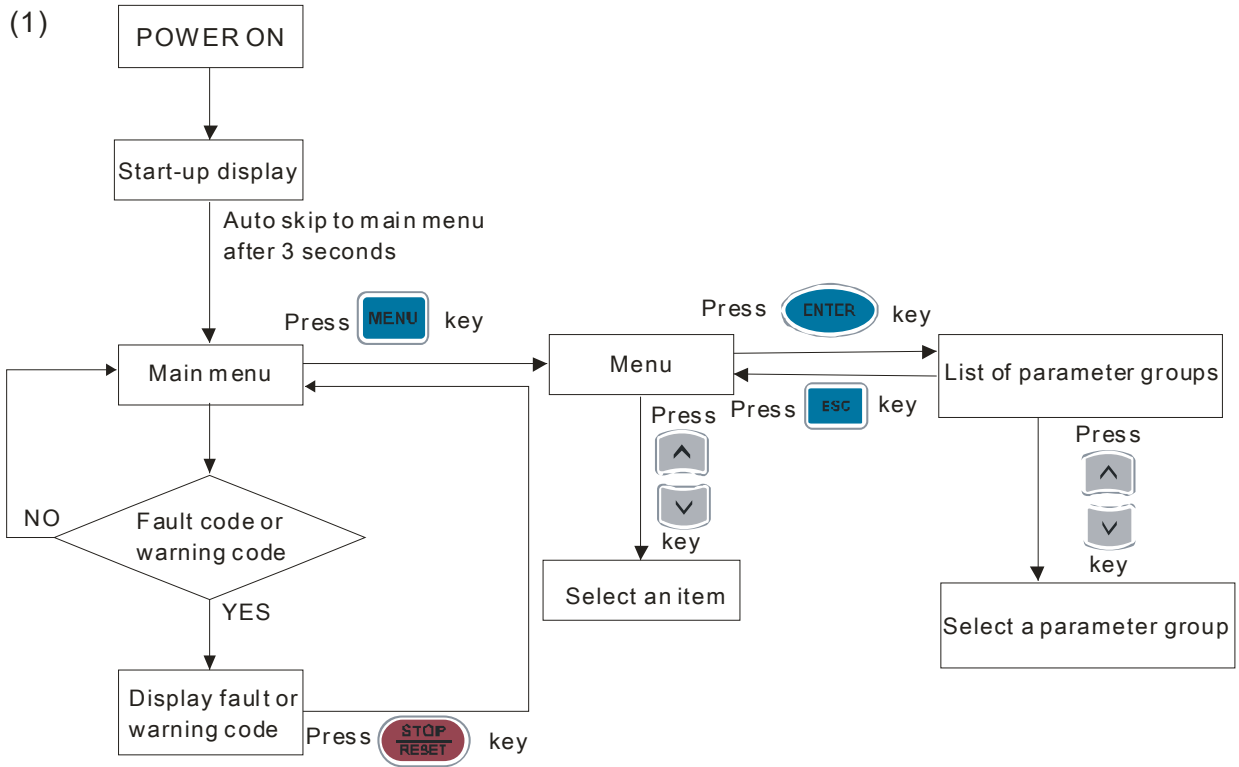 (1)
POWER ON
Start-up display
Auto skip to main menu
after 3 seconds
Press MENU key
Press ENTER key
Main menu
Menu
List of parameter groups
Press ESC key
Press
key
Press
key
NO
Fault code or
warning code
YES
Select an item
Select a parameter group
Display fault or
warning code
Press STOP
RESET key